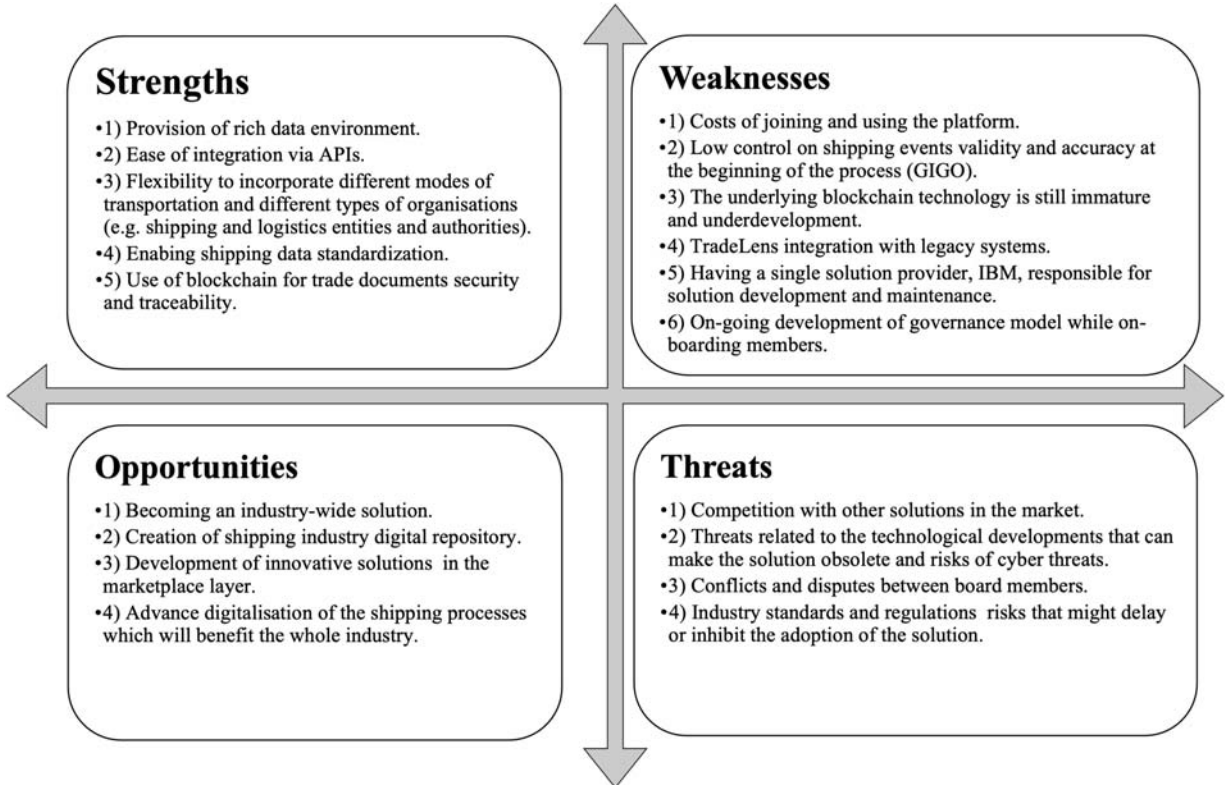 Strengths
•1) Provision of rich data environment.
•2) Ease of integration via APIs.
•3) Flexibility to incorporate different modes of
transportation and different types of organisations
(e.g. shipping and logistics entities and authorities).
•4) Enabing shipping data standardization.
•5) Use of blockchain for trade documents security
and traceability.
Weaknesses
•1) Costs of joining and using the platform.
•2) Low control on shipping events validity and accuracy at
the beginning of the process (GIGO).
•3) The underlying blockchain technology is still immature
and underdevelopment.
•4) TradeLens integration with legacy systems.
•5) Having a single solution provider, IBM, responsible for
solution development and maintenance.
•6) On-going development of governance model while on-
boarding members.
Opportunities
•1) Becoming an industry-wide solution.
•2) Creation of shipping industry digital repository.
•3) Development of innovative solutions in the
marketplace layer.
•4) Advance digitalisation of the shipping processes
which will benefit the whole industry.
Threats
•1) Competition with other solutions in the market.
•2) Threats related to the technological developments that can
make the solution obsolete and risks of cyber threats.
•3) Conflicts and disputes between board members.
•4) Industry standards and regulations risks that might delay
or inhibit the adoption of the solution.